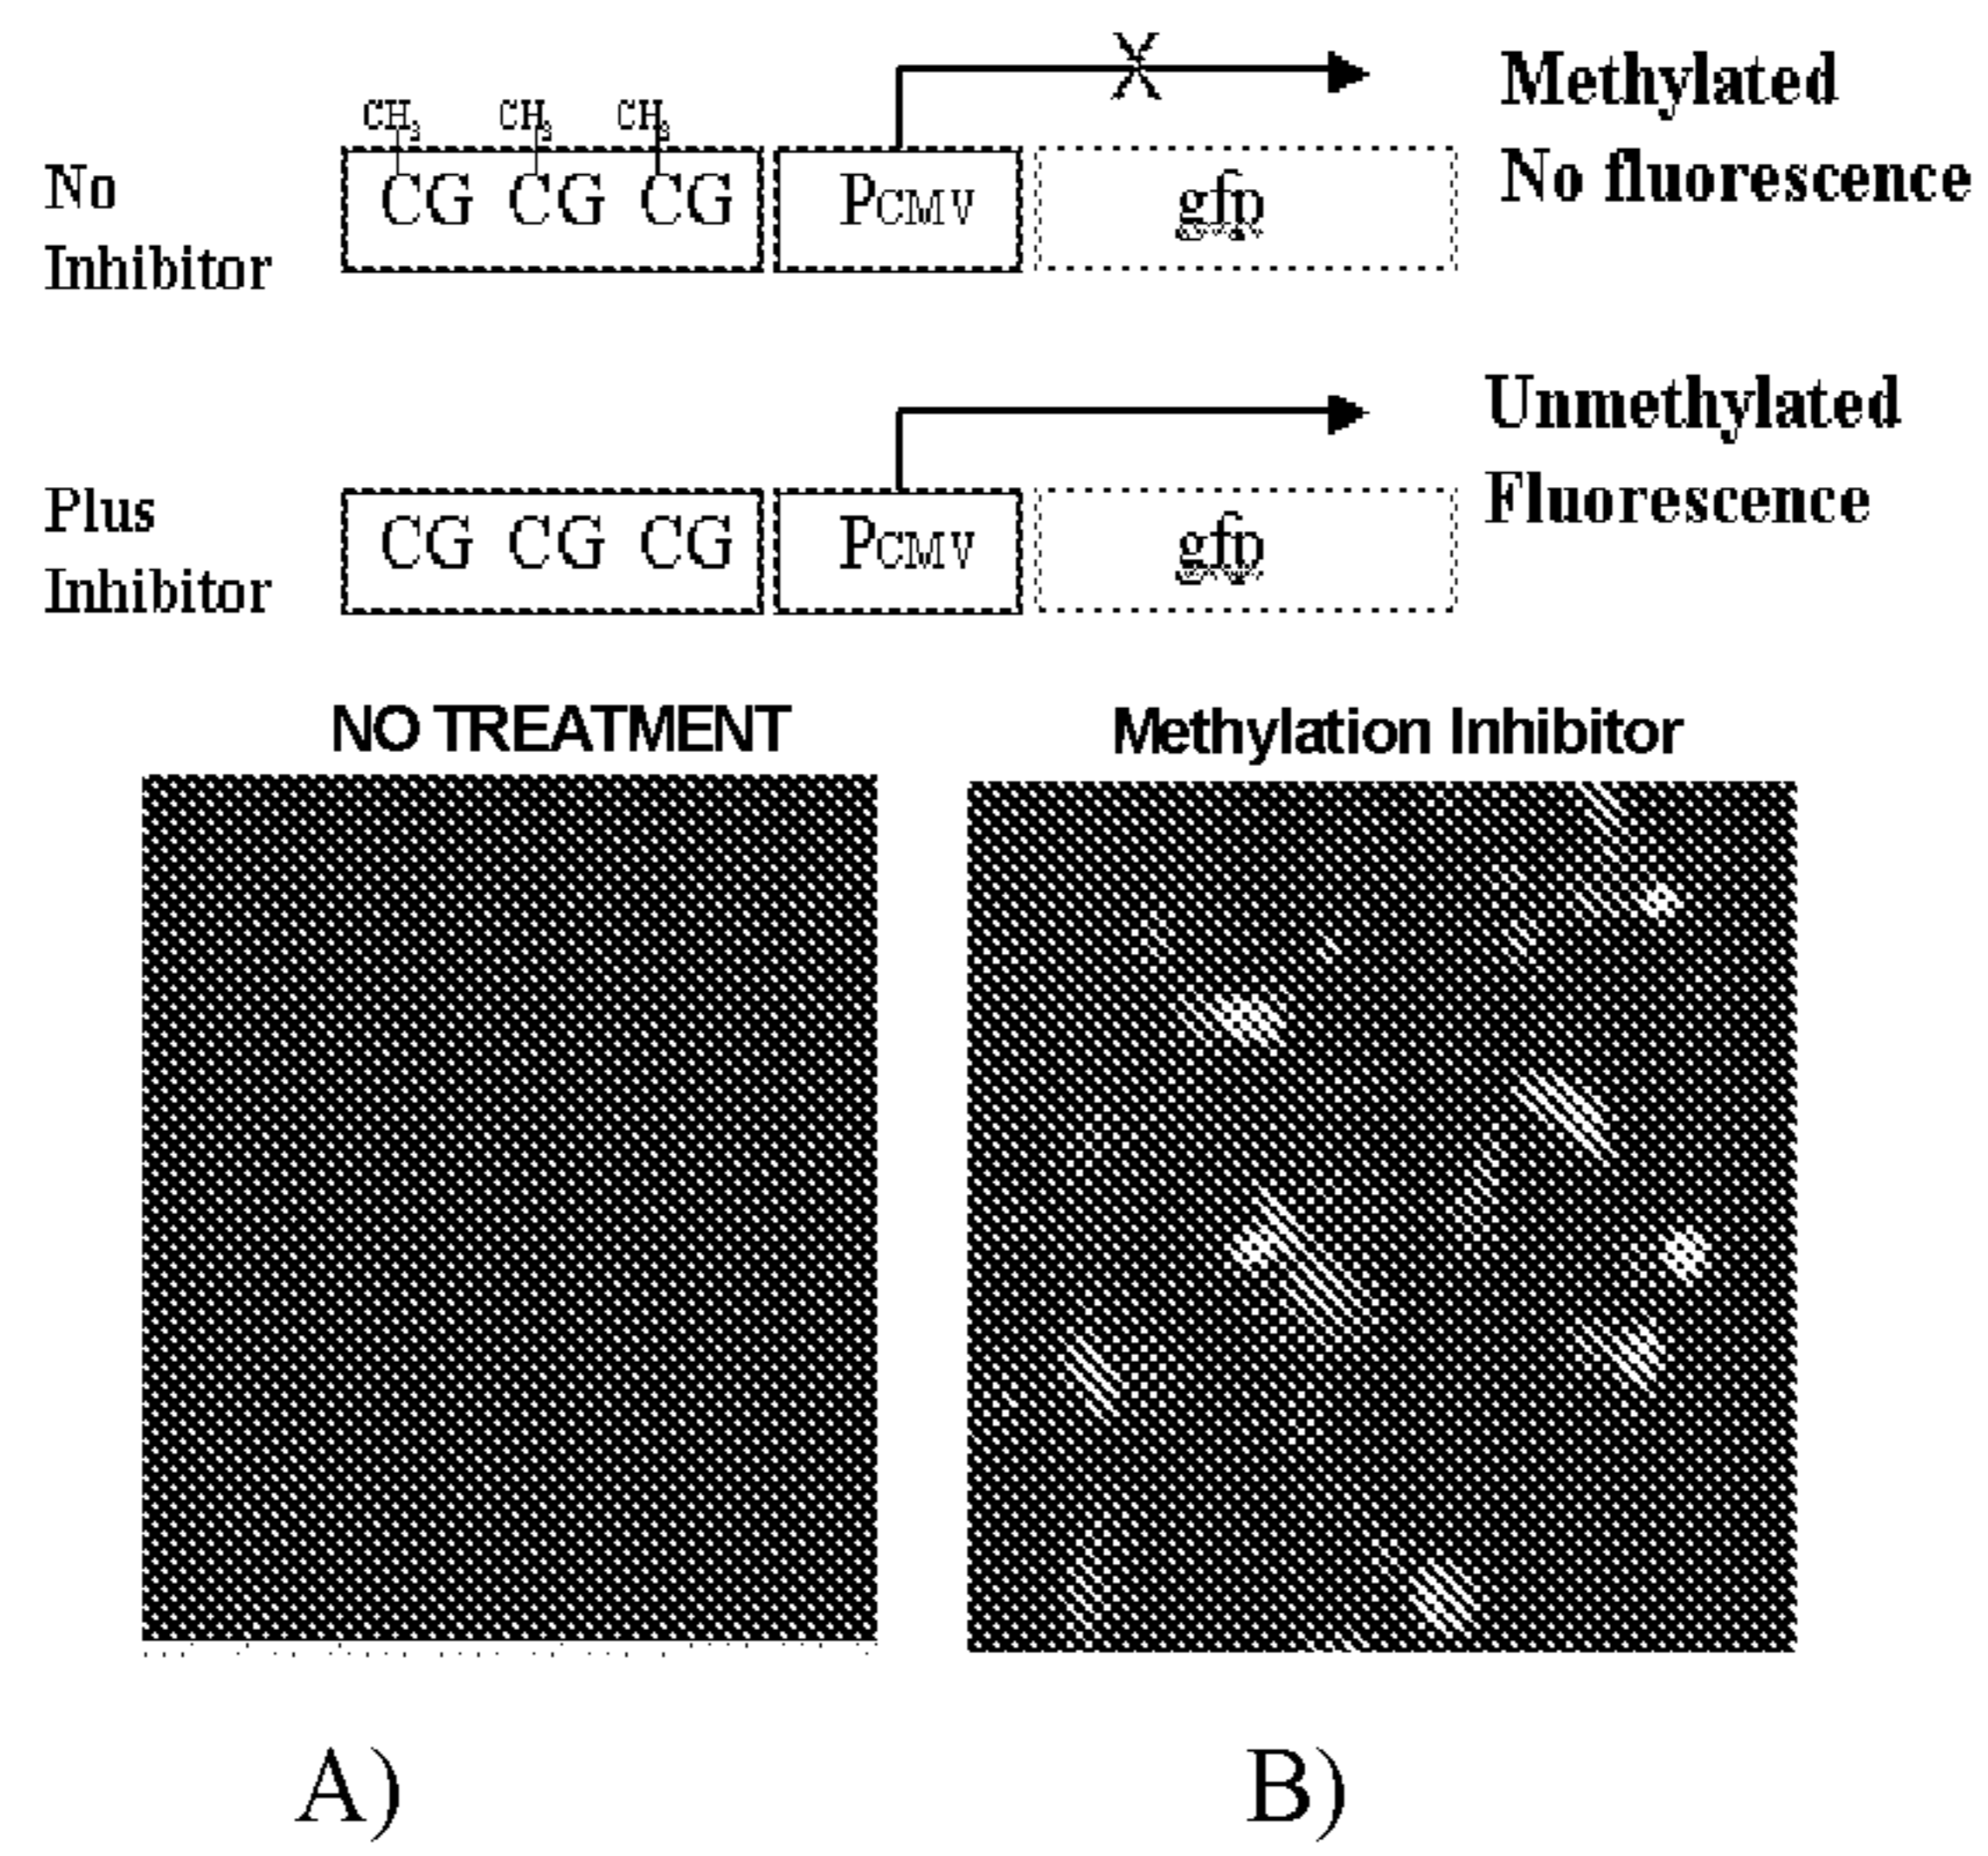 CH3 CH3 CH3
No
Inhibitor
CG CG CG
PCMV
gfp
X
Methylated
No fluorescence
Plus
Inhibitor
CG CG CG
PCMV
gfp
Unmethylated
Fluorescence
NO TREATMENT
Methylation Inhibitor
A)
B)